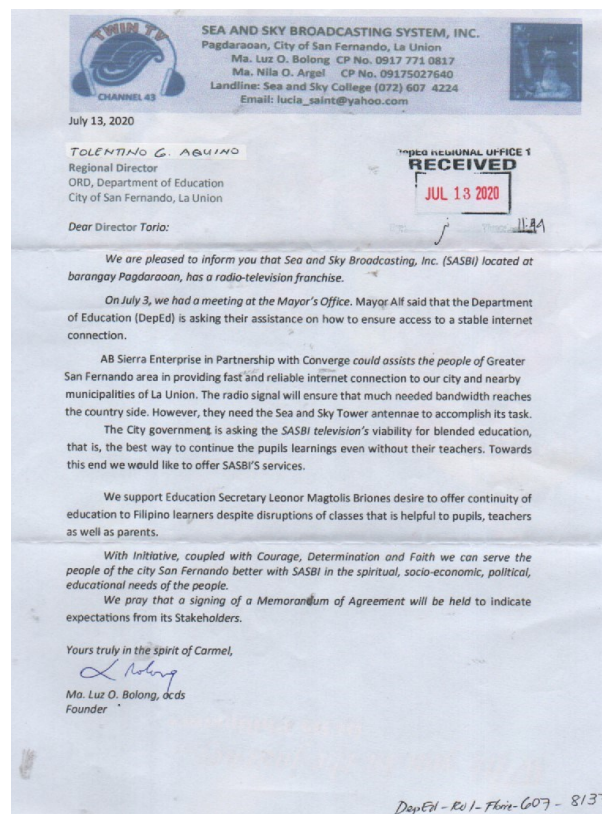 TWIN TV
CHANNEL 43
SEA AND SKY BROADCASTING SYSTEM, INC.
Pagdaraoan, City of San Fernando, La Union
Ma. Luz O. Bolong CP No. 0917 771 0817
Ma. Nila O. Argel CP No. 09175027640
Landline: Sea and Sky College (072) 607 4224
Email: lucia_saint@yahoo.com
July 13, 2020
TOLENTINO G. AQUINO
Regional Director
ORD, Department of Education
City of San Fernando, La Union
DepEd REGIONAL OFFICE 1
RECEIVED
JUL 13 2020
Dear Director Torio:
We are pleased to inform you that Sea and Sky Broadcasting, Inc. (SASBI) located at
barangay Pagdaraoan, has a radio-television franchise.
On July 3, we had a meeting at the Mayor's Office. Mayor Alf said that the Department
of Education (DepEd) is asking their assistance on how to ensure access to a stable internet
connection.
AB Sierra Enterprise in Partnership with Converge could assists the people of Greater
San Fernando area in providing fast and reliable internet connection to our city and nearby
municipalities of La Union. The radio signal will ensure that much needed bandwidth reaches
the country side. However, they need the Sea and Sky Tower antennae to accomplish its task.
The City government is asking the SASBI television's viability for blended education,
that is, the best way to continue the pupils learnings even without their teachers. Towards
this end we would like to offer SASBI'S services.
We support Education Secretary Leonor Magtolis Briones desire to offer continuity of
education to Filipino learners despite disruptions of classes that is helpful to pupils, teachers
as well as parents.
With Initiative, coupled with Courage, Determination and Faith we can serve the
people of the city San Fernando better with SASBI in the spiritual, socio-economic, political,
educational needs of the people.
We pray that a signing of a Memorandum of Agreement will be held to indicate
expectations from its Stakeholders.
Yours truly in the spirit of Carmel,
Ma. Luz O. Bolong, ocds
Founder